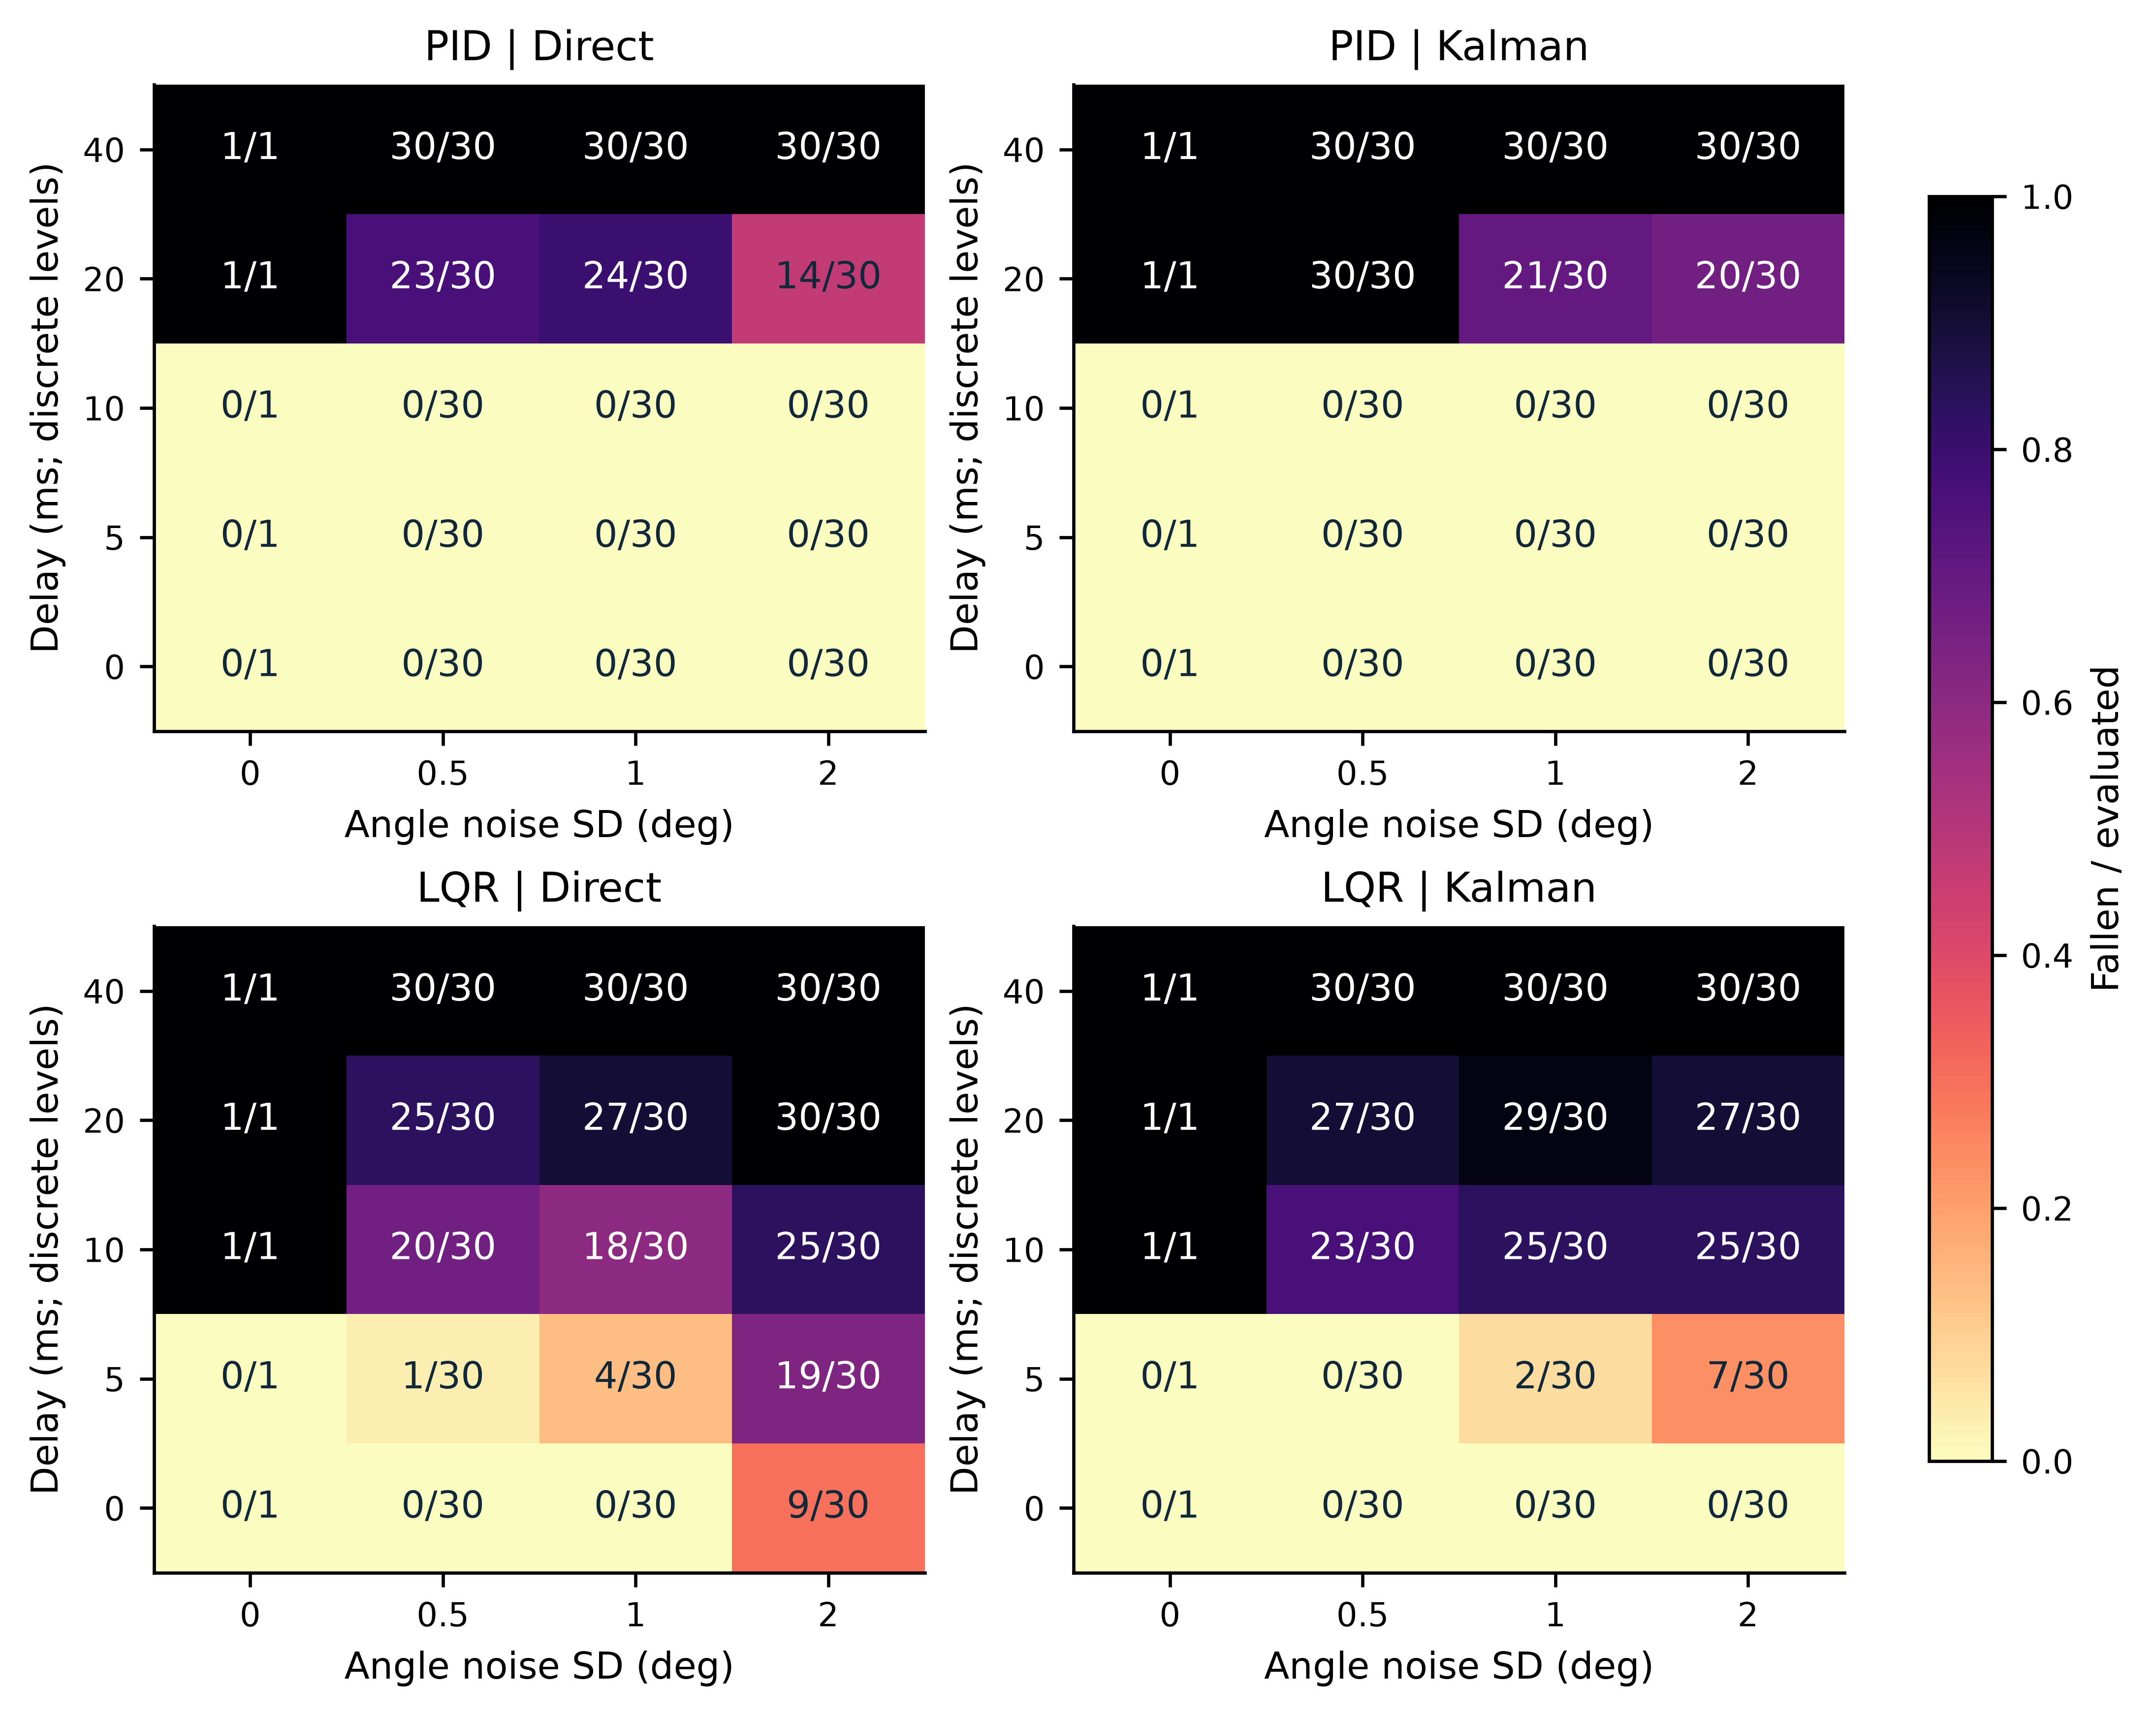 PID | Direct
Delay (ms; discrete levels)
40 1/1 30/30 30/30 30/30
20 1/1 23/30 24/30 14/30
10 0/1 0/30 0/30 0/30
5 0/1 0/30 0/30 0/30
0 0/1 0/30 0/30 0/30
0 0.5 1 2
Angle noise SD (deg)
PID | Kalman
Delay (ms; discrete levels)
40 1/1 30/30 30/30 30/30
20 1/1 30/30 21/30 20/30
10 0/1 0/30 0/30 0/30
5 0/1 0/30 0/30 0/30
0 0/1 0/30 0/30 0/30
0 0.5 1 2
Angle noise SD (deg)
LQR | Direct
Delay (ms; discrete levels)
40 1/1 30/30 30/30 30/30
20 1/1 25/30 27/30 30/30
10 1/1 20/30 18/30 25/30
5 0/1 1/30 4/30 19/30
0 0/1 0/30 0/30 9/30
0 0.5 1 2
Angle noise SD (deg)
LQR | Kalman
Delay (ms; discrete levels)
40 1/1 30/30 30/30 30/30
20 1/1 27/30 29/30 27/30
10 1/1 23/30 25/30 25/30
5 0/1 0/30 2/30 7/30
0 0/1 0/30 0/30 0/30
0 0.5 1 2
Angle noise SD (deg)
1.0
0.8
0.6
0.4
0.2
0.0
Fallen / evaluated